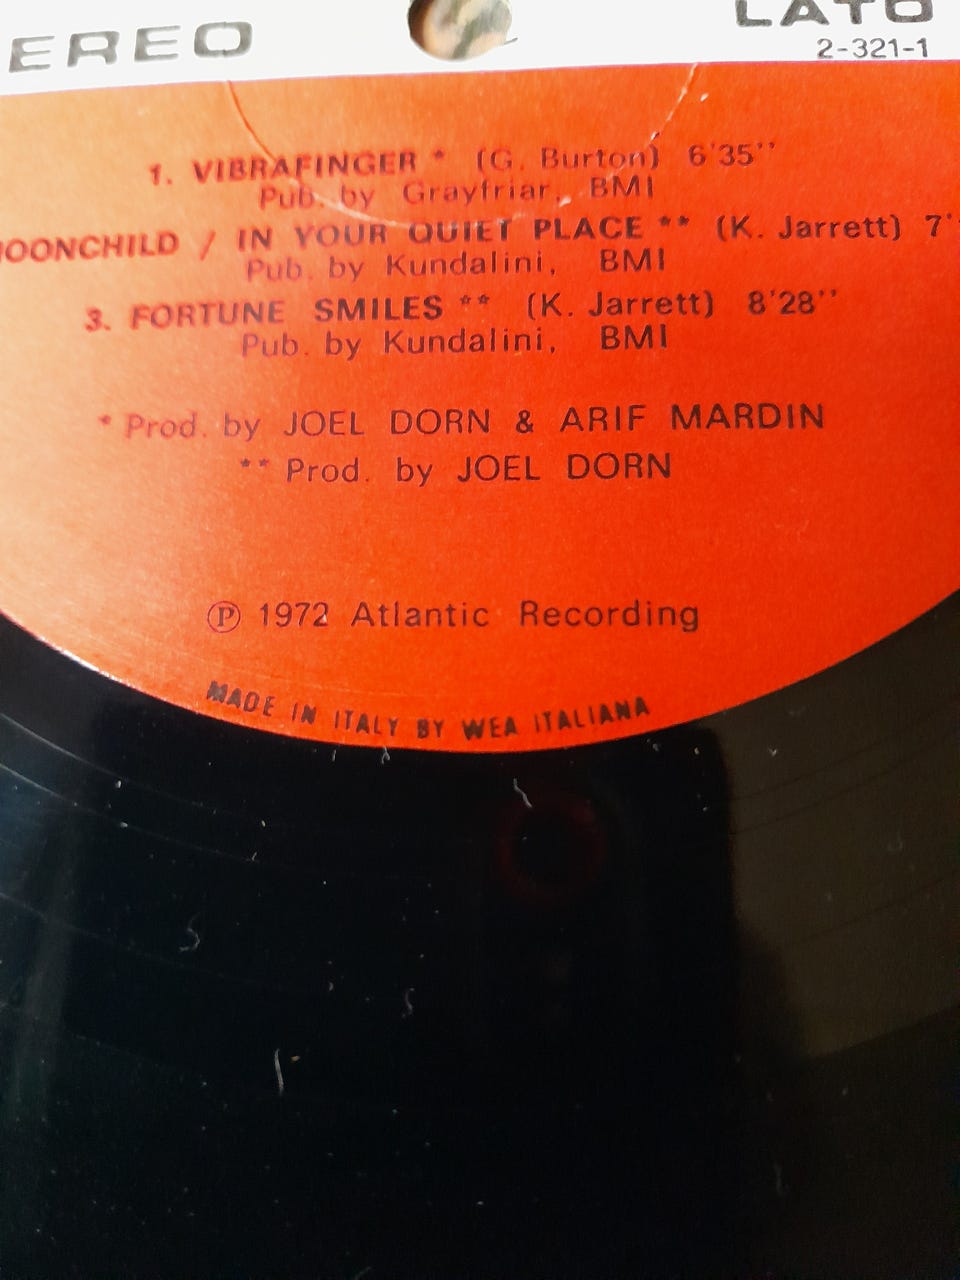 EREO LATO
2-321-1
1. VIBRAFINGER * (G. Burton) 6'35''
Pub. by Grayfriar, BMI
OONCHILD / IN YOUR QUIET PLACE ** (K. Jarrett) 7'
Pub. by Kundalini, BMI
3. FORTUNE SMILES ** (K. Jarrett) 8'28''
Pub. by Kundalini, BMI
* Prod. by JOEL DORN & ARIF MARDIN
** Prod. by JOEL DORN
Ⓟ 1972 Atlantic Recording
MADE IN ITALY BY WEA ITALIANA